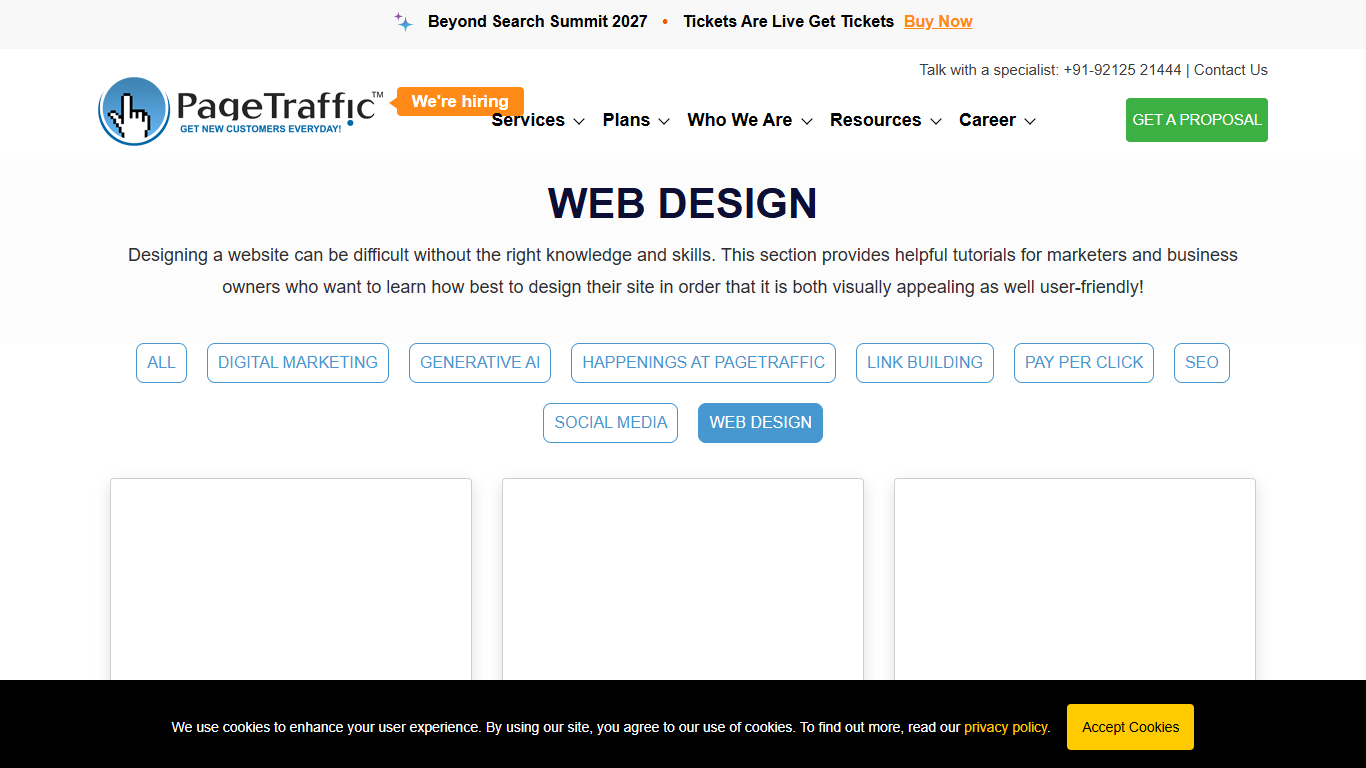 Beyond Search Summit 2027 • Tickets Are Live Get Tickets Buy Now
Talk with a specialist: +91-92125 21444 | Contact Us
PageTraffic™
GET NEW CUSTOMERS EVERYDAY!
We're hiring
Services Plans Who We Are Resources Career
GET A PROPOSAL
WEB DESIGN
Designing a website can be difficult without the right knowledge and skills. This section provides helpful tutorials for marketers and business
owners who want to learn how best to design their site in order that it is both visually appealing as well user-friendly!
ALL DIGITAL MARKETING GENERATIVE AI HAPPENINGS AT PAGETRAFFIC LINK BUILDING PAY PER CLICK SEO
SOCIAL MEDIA WEB DESIGN
We use cookies to enhance your user experience. By using our site, you agree to our use of cookies. To find out more, read our privacy policy. Accept Cookies